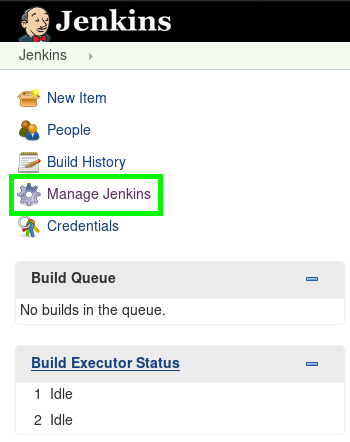 Jenkins
Jenkins
New Item
People
Build History
Manage Jenkins
Credentials
Build Queue
No builds in the queue.
Build Executor Status
1 Idle
2 Idle